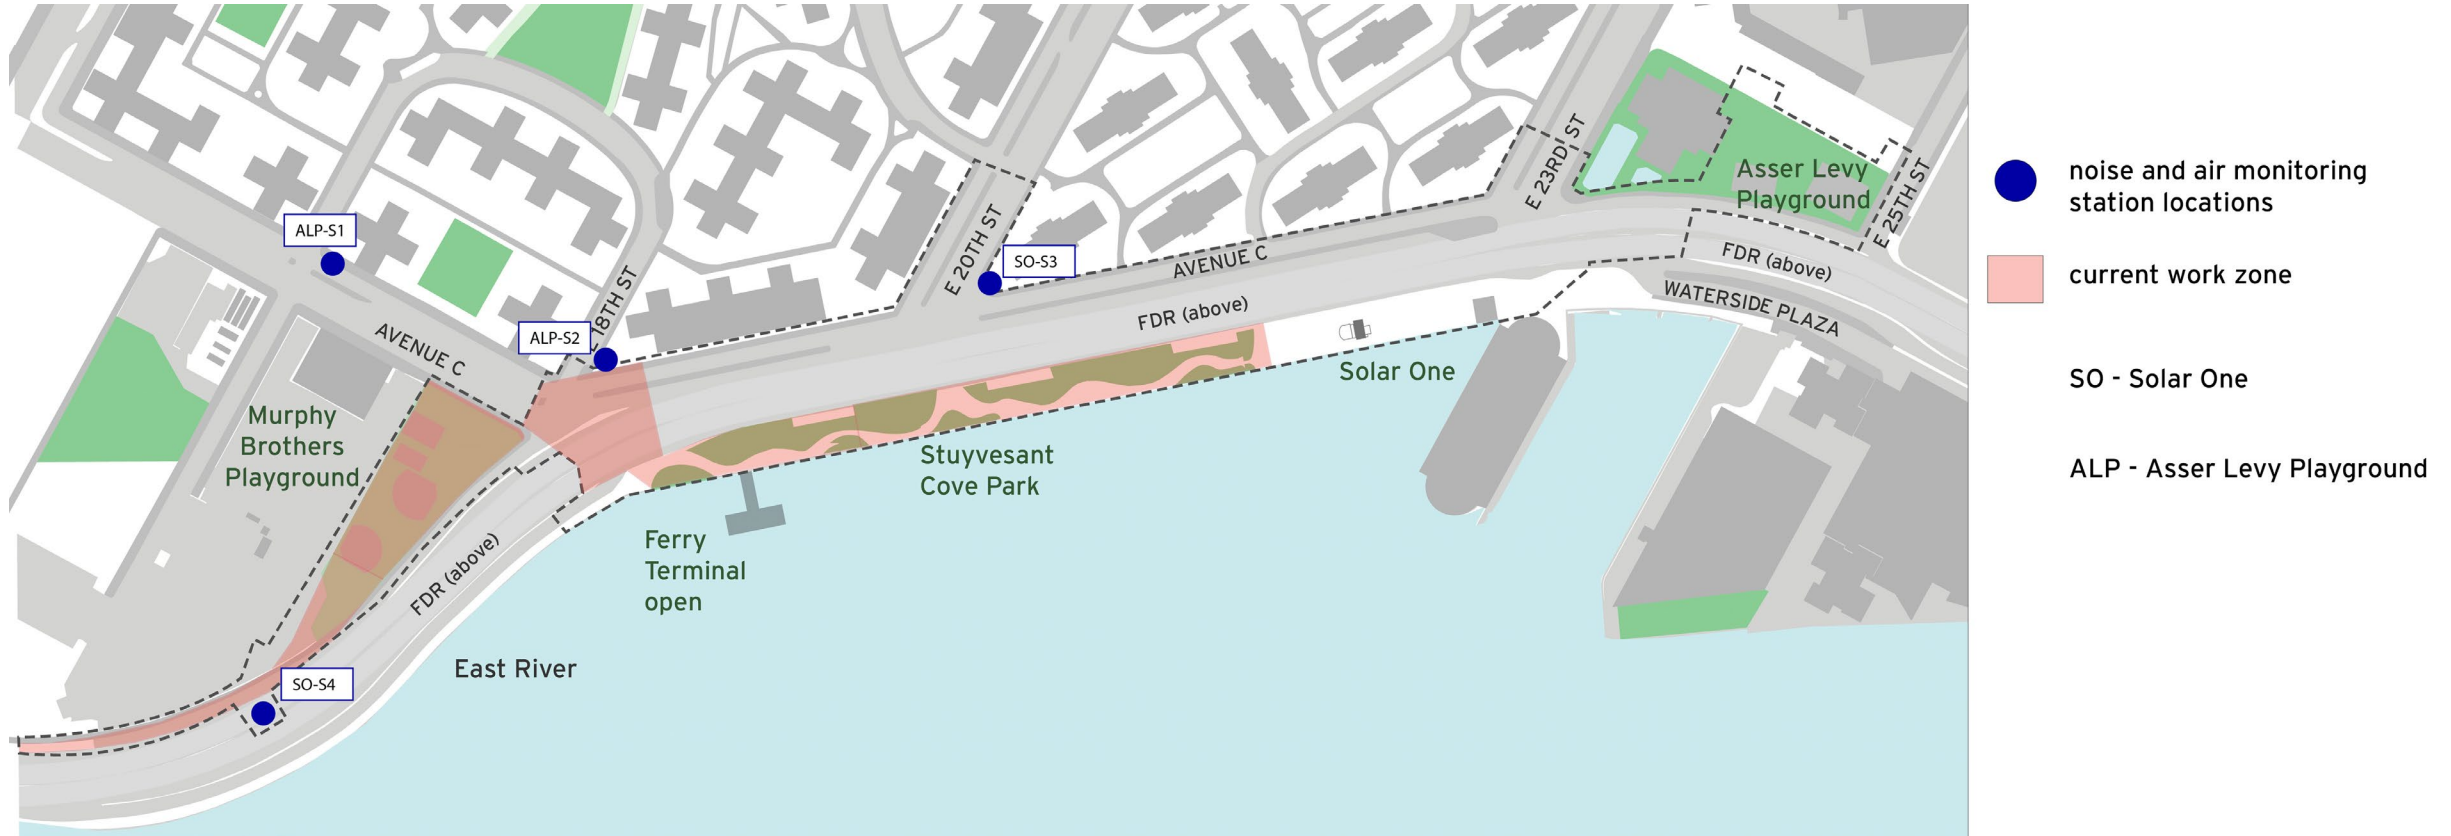 ALP-S1
AVENUE C
ALP-S2
E 18TH ST
E 20TH ST
SO-S3
AVENUE C
FDR (above)
E 23RD ST
Asser Levy
Playground
E 25TH ST
FDR (above)
WATERSIDE PLAZA
Murphy
Brothers
Playground
Solar One
Stuyvesant
Cove Park
Ferry
Terminal
open
FDR (above)
East River
SO-S4
noise and air monitoring
station locations
current work zone
SO - Solar One
ALP - Asser Levy Playground